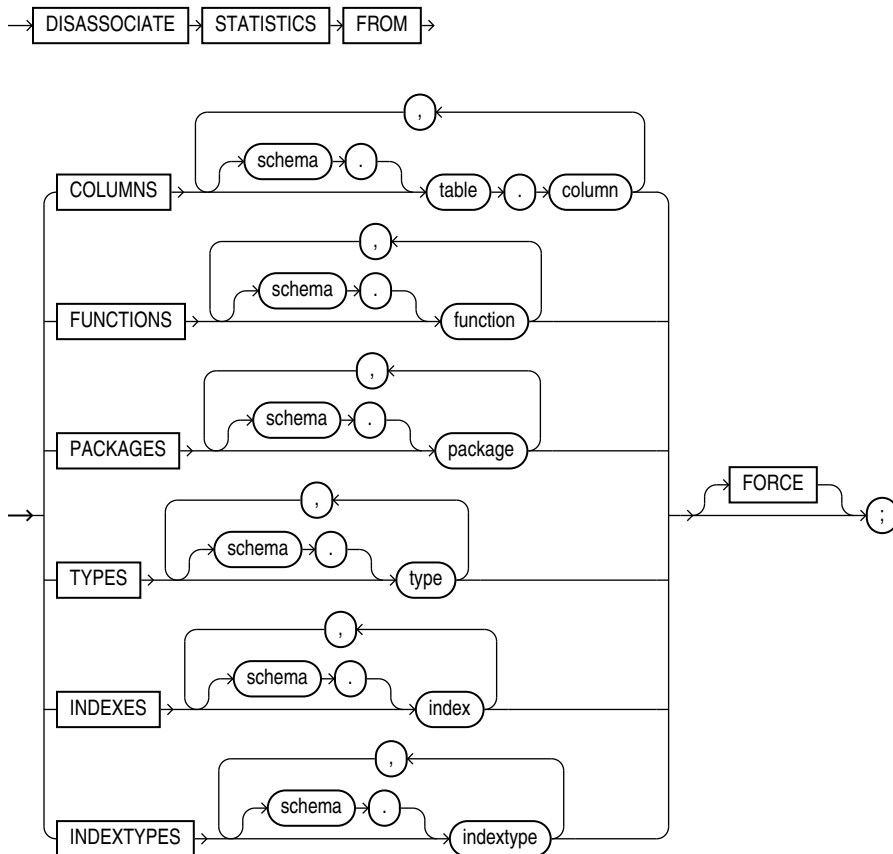 DISASSOCIATE STATISTICS FROM
,
schema .
COLUMNS table . column
,
schema .
FUNCTIONS function
,
schema .
PACKAGES package
FORCE
;
,
schema .
TYPES type
,
schema .
INDEXES index
,
schema .
INDEXTYPES indextype